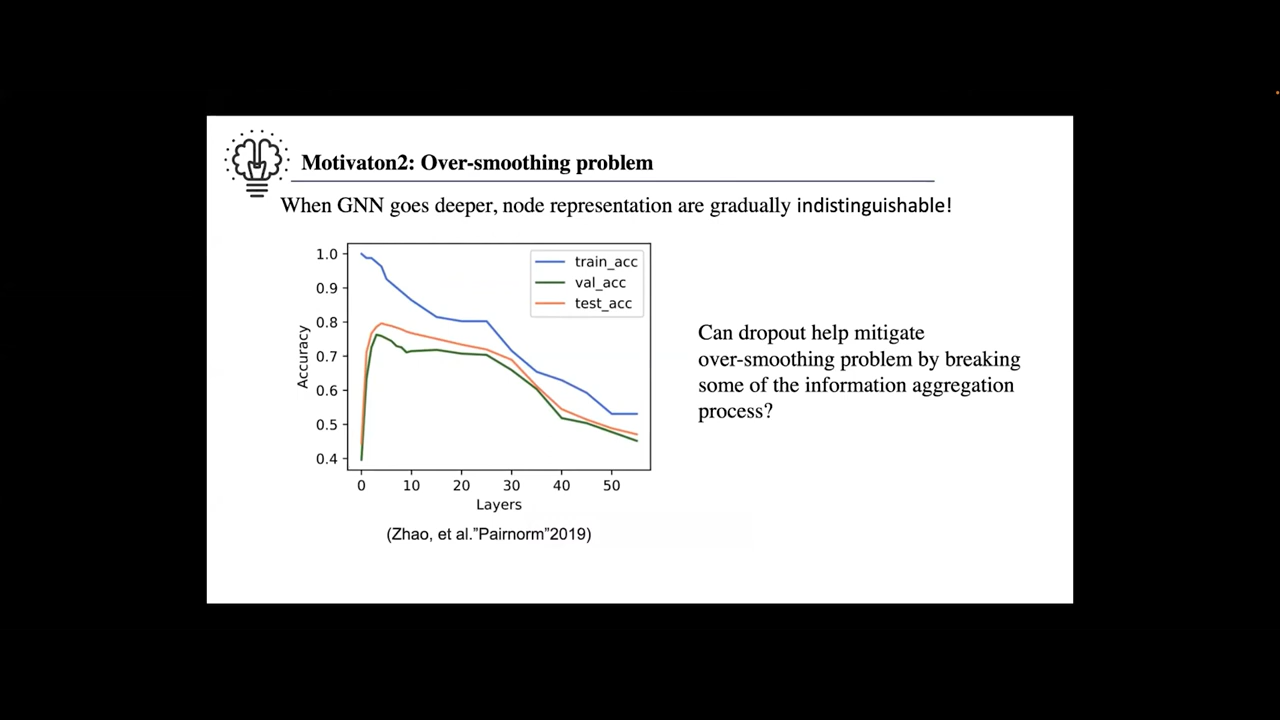 Motivaton2: Over-smoothing problem
When GNN goes deeper, node representation are gradually indistinguishable!
1.0
0.9
0.8
0.7
0.6
0.5
0.4
Accuracy
train_acc
val_acc
test_acc
0 10 20 30 40 50
Layers
(Zhao, et al."Pairnorm"2019)
Can dropout help mitigate
over-smoothing problem by breaking
some of the information aggregation
process?